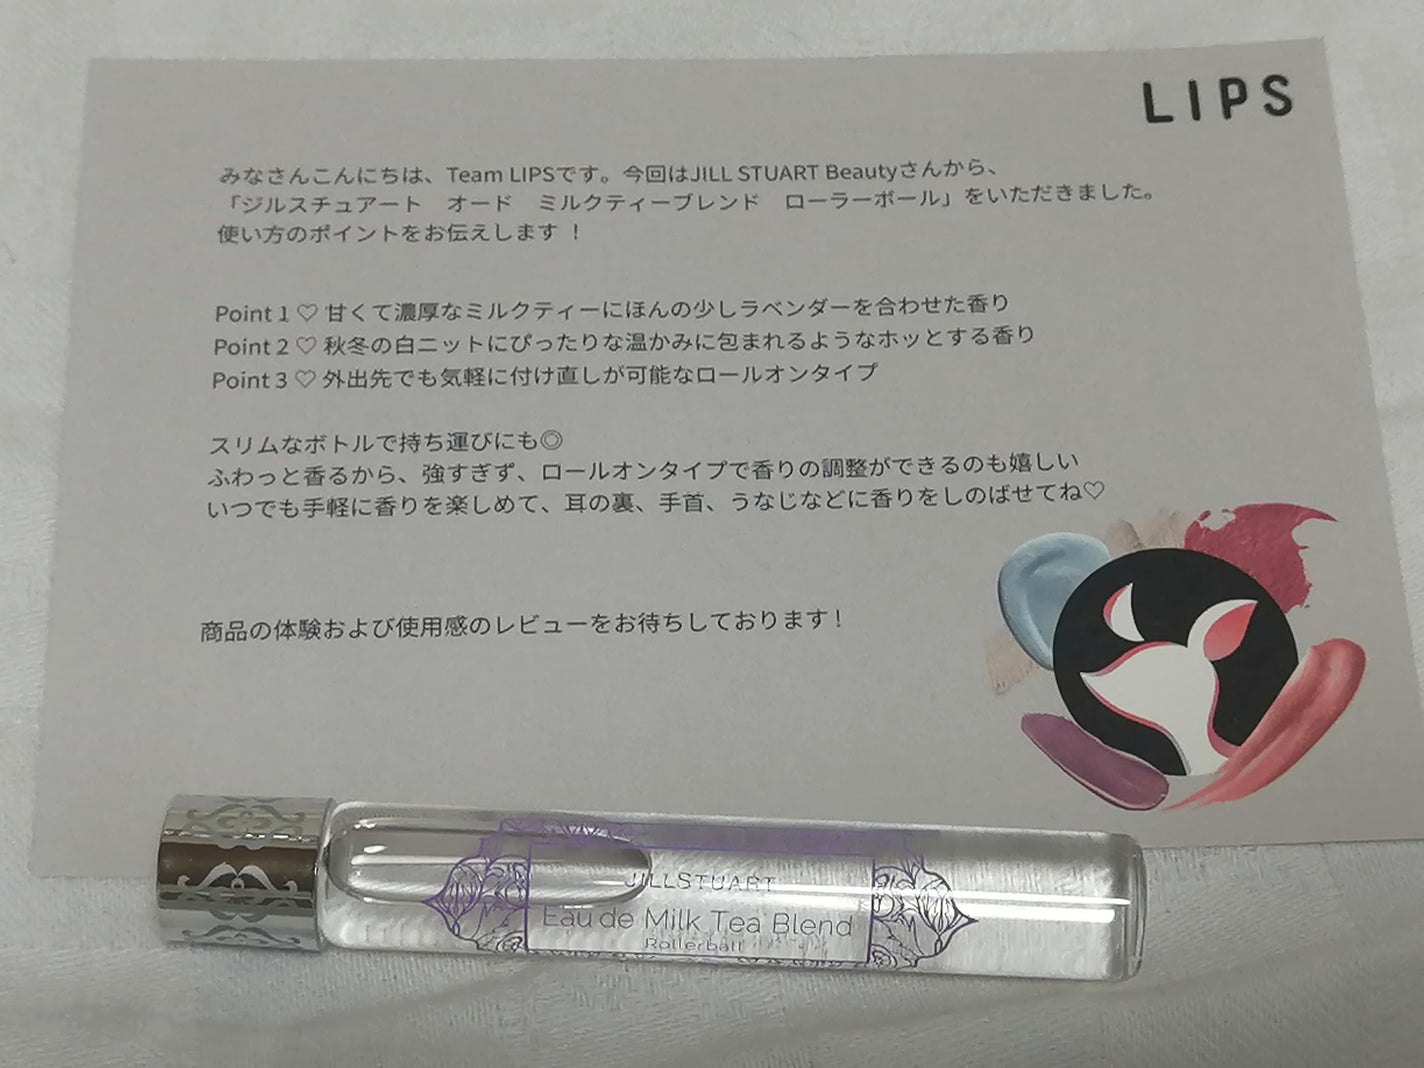 LIPS
みなさんこんにちは、Team LIPSです。今回はJILL STUART Beautyさんから、
「ジルスチュアート　オード　ミルクティーブレンド　ローラーボール」をいただきました。
使い方のポイントをお伝えします ！
Point 1 ♡ 甘くて濃厚なミルクティーにほんの少しラベンダーを合わせた香り
Point 2 ♡ 秋冬の白ニットにぴったりな温かみに包まれるようなホッとする香り
Point 3 ♡ 外出先でも気軽に付け直しが可能なロールオンタイプ
スリムなボトルで持ち運びにも◎
ふわっと香るから、強すぎず、ロールオンタイプで香りの調整ができるのも嬉しい
いつでも手軽に香りを楽しめて、耳の裏、手首、うなじなどに香りをしのばせてね♡
商品の体験および使用感のレビューをお待ちしております！
JILLSTUART
Eau de Milk Tea Blend
Rollerball